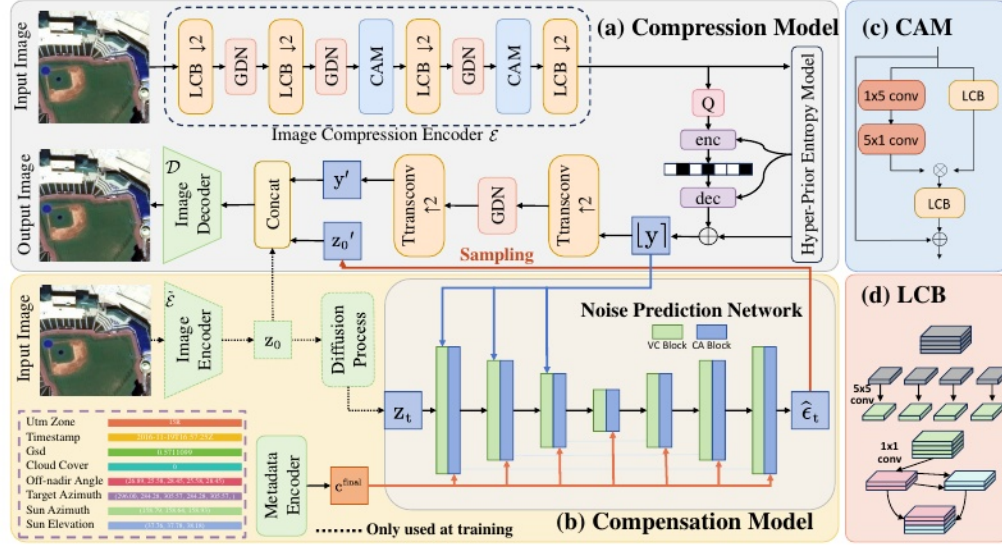 (a) Compression Model
Input Image
LCB ↓2
GDN
LCB ↓2
GDN
CAM
LCB ↓2
GDN
CAM
LCB ↓2
Image Compression Encoder ℰ
Q
enc
dec
Hyper-Prior Entropy Model
Output Image
𝒟
Image
Decoder
Concat
y'
z₀'
Ttransconv
↑2
GDN
Ttransconv
↑2
⌊y⌉
Sampling
(c) CAM
1x5 conv
5x1 conv
LCB
LCB
Input Image
Image
Encoder
z₀
Diffusion
Process
Noise Prediction Network
VC Block
CA Block
z_t
ϵ̂_t
Utm Zone
Timestamp
Gsd
0.5711099
Cloud Cover
0
Off-nadir Angle
Target Azimuth
Sun Azimuth
Sun Elevation
Metadata
Encoder
c^final
Only used at training
(b) Compensation Model
(d) LCB
5x5
conv
1x1
conv